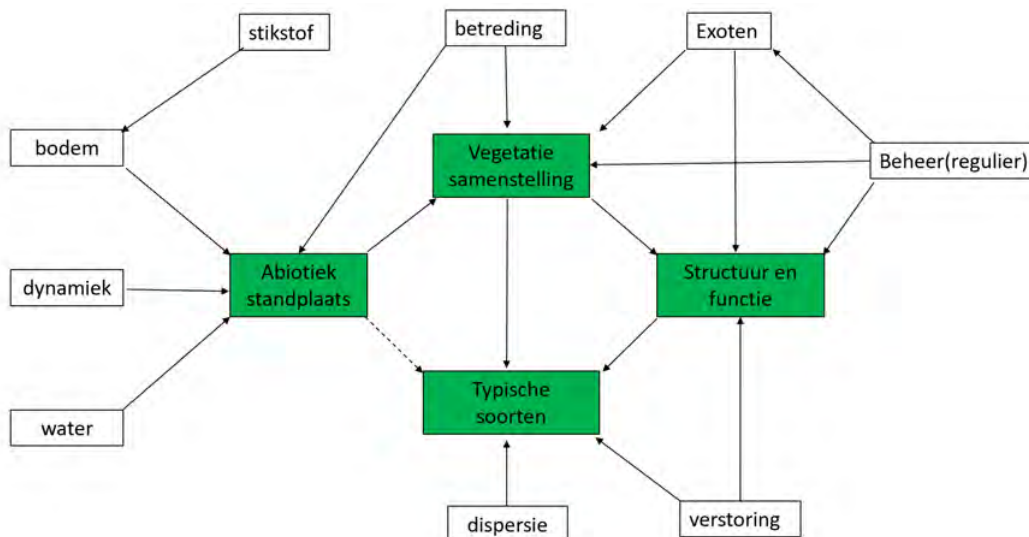 stikstof
betreding
Exoten
bodem
Vegetatie
samenstelling
Beheer(regulier)
dynamiek
Abiotiek
standplaats
Structuur en
functie
Typische
soorten
water
dispersie
verstoring